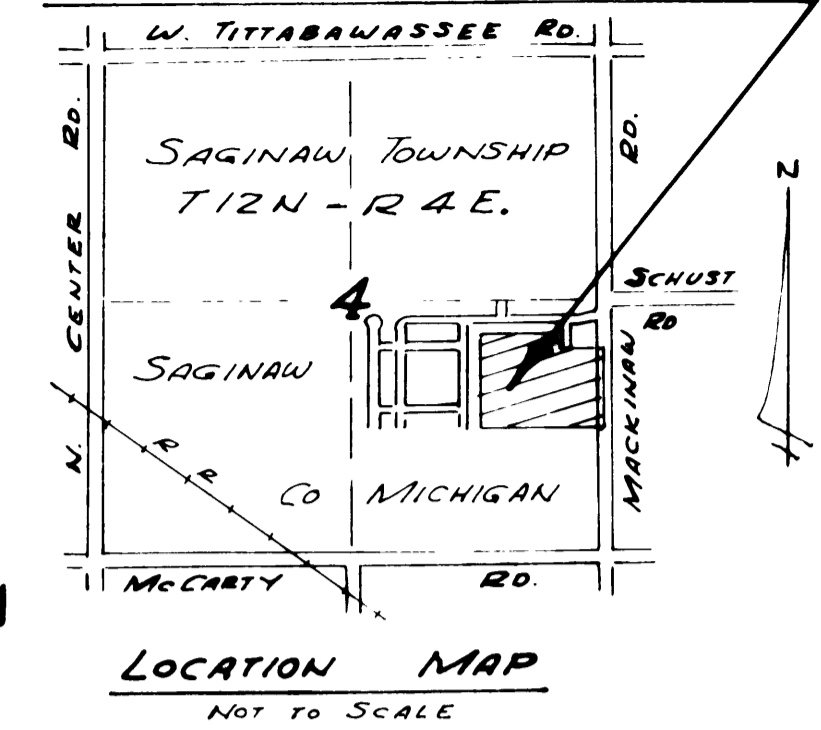 W. TITTABAWASSEE RD.
N. CENTER RD.
SAGINAW TOWNSHIP
T12N - R4E.
RD.
N
SCHUST
RD
4
SAGINAW
MACKINAW
R R
CO MICHIGAN
McCARTY RD.
LOCATION MAP
NOT TO SCALE